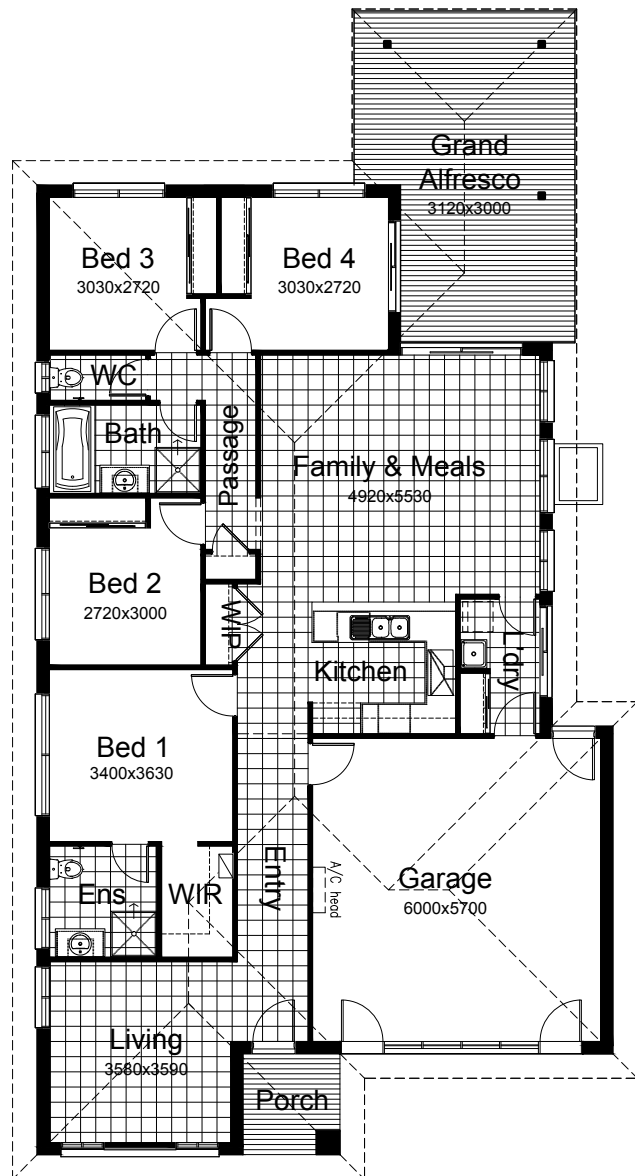 Grand
Alfresco
3120x3000
Bed 3
3030x2720
Bed 4
3030x2720
WC
Bath
Passage
Family & Meals
4920x5530
Bed 2
2720x3000
WIP
Kitchen
L'dry
Bed 1
3400x3630
Ens
WIR
Entry
A/C head
Garage
6000x5700
Living
3580x3590
Porch